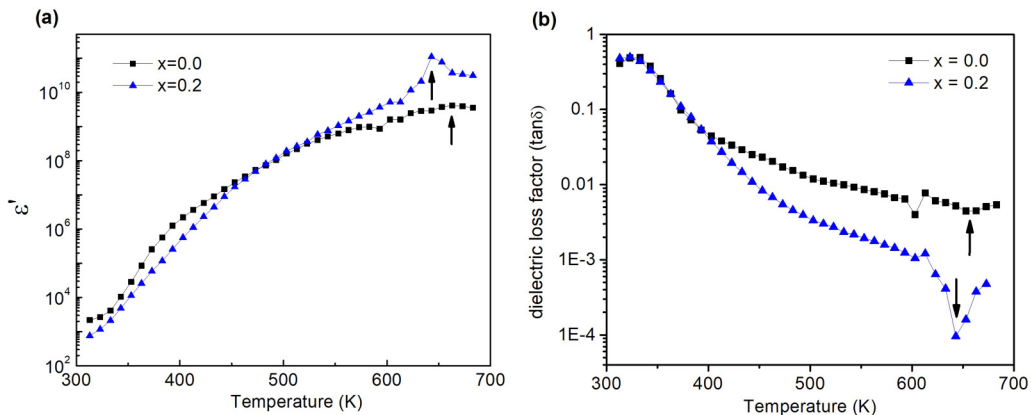 (a)
x=0.0
x=0.2
10^10
10^8
10^6
10^4
10^2
ε'
300 400 500 600 700
Temperature (K)
(b)
x = 0.0
x = 0.2
1
0.1
0.01
1E-3
1E-4
dielectric loss factor (tanδ)
300 400 500 600 700
Temperature (K)